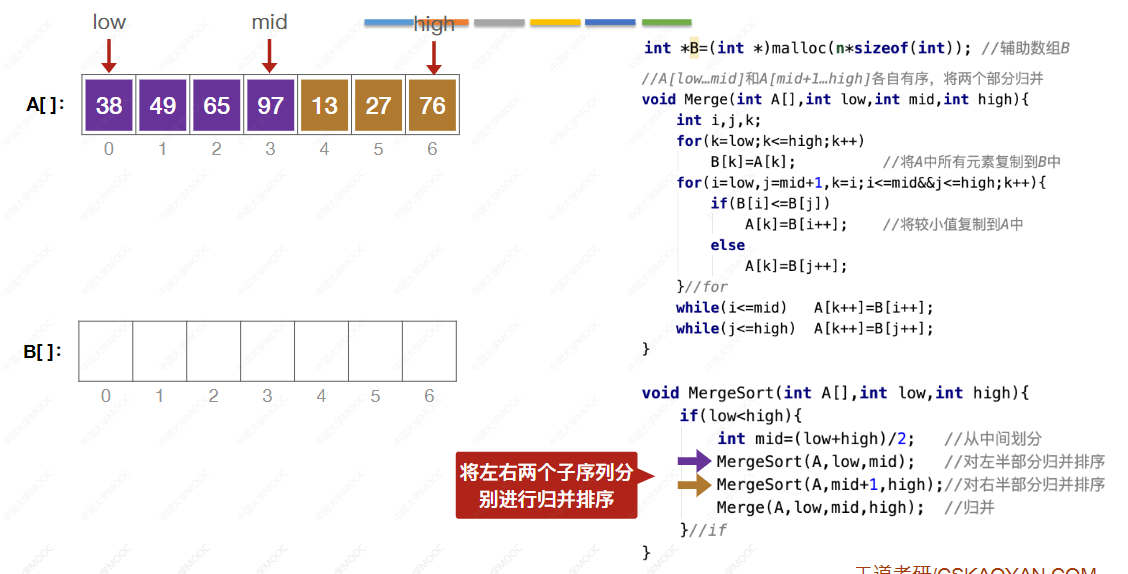 low mid high
A[ ]: 38 49 65 97 13 27 76
0 1 2 3 4 5 6
B[ ]:
0 1 2 3 4 5 6
将左右两个子序列分
别进行归并排序
int *B=(int *)malloc(n*sizeof(int)); //辅助数组B
//A[low…mid]和A[mid+1…high]各自有序，将两个部分归并
void Merge(int A[],int low,int mid,int high){
int i,j,k;
for(k=low;k<=high;k++)
B[k]=A[k]; //将A中所有元素复制到B中
for(i=low,j=mid+1,k=i;i<=mid&&j<=high;k++){
if(B[i]<=B[j])
A[k]=B[i++]; //将较小值复制到A中
else
A[k]=B[j++];
}//for
while(i<=mid) A[k++]=B[i++];
while(j<=high) A[k++]=B[j++];
}
void MergeSort(int A[],int low,int high){
if(low<high){
int mid=(low+high)/2; //从中间划分
MergeSort(A,low,mid); //对左半部分归并排序
MergeSort(A,mid+1,high);//对右半部分归并排序
Merge(A,low,mid,high); //归并
}//if
}
王道考研/CSKAOYAN.COM